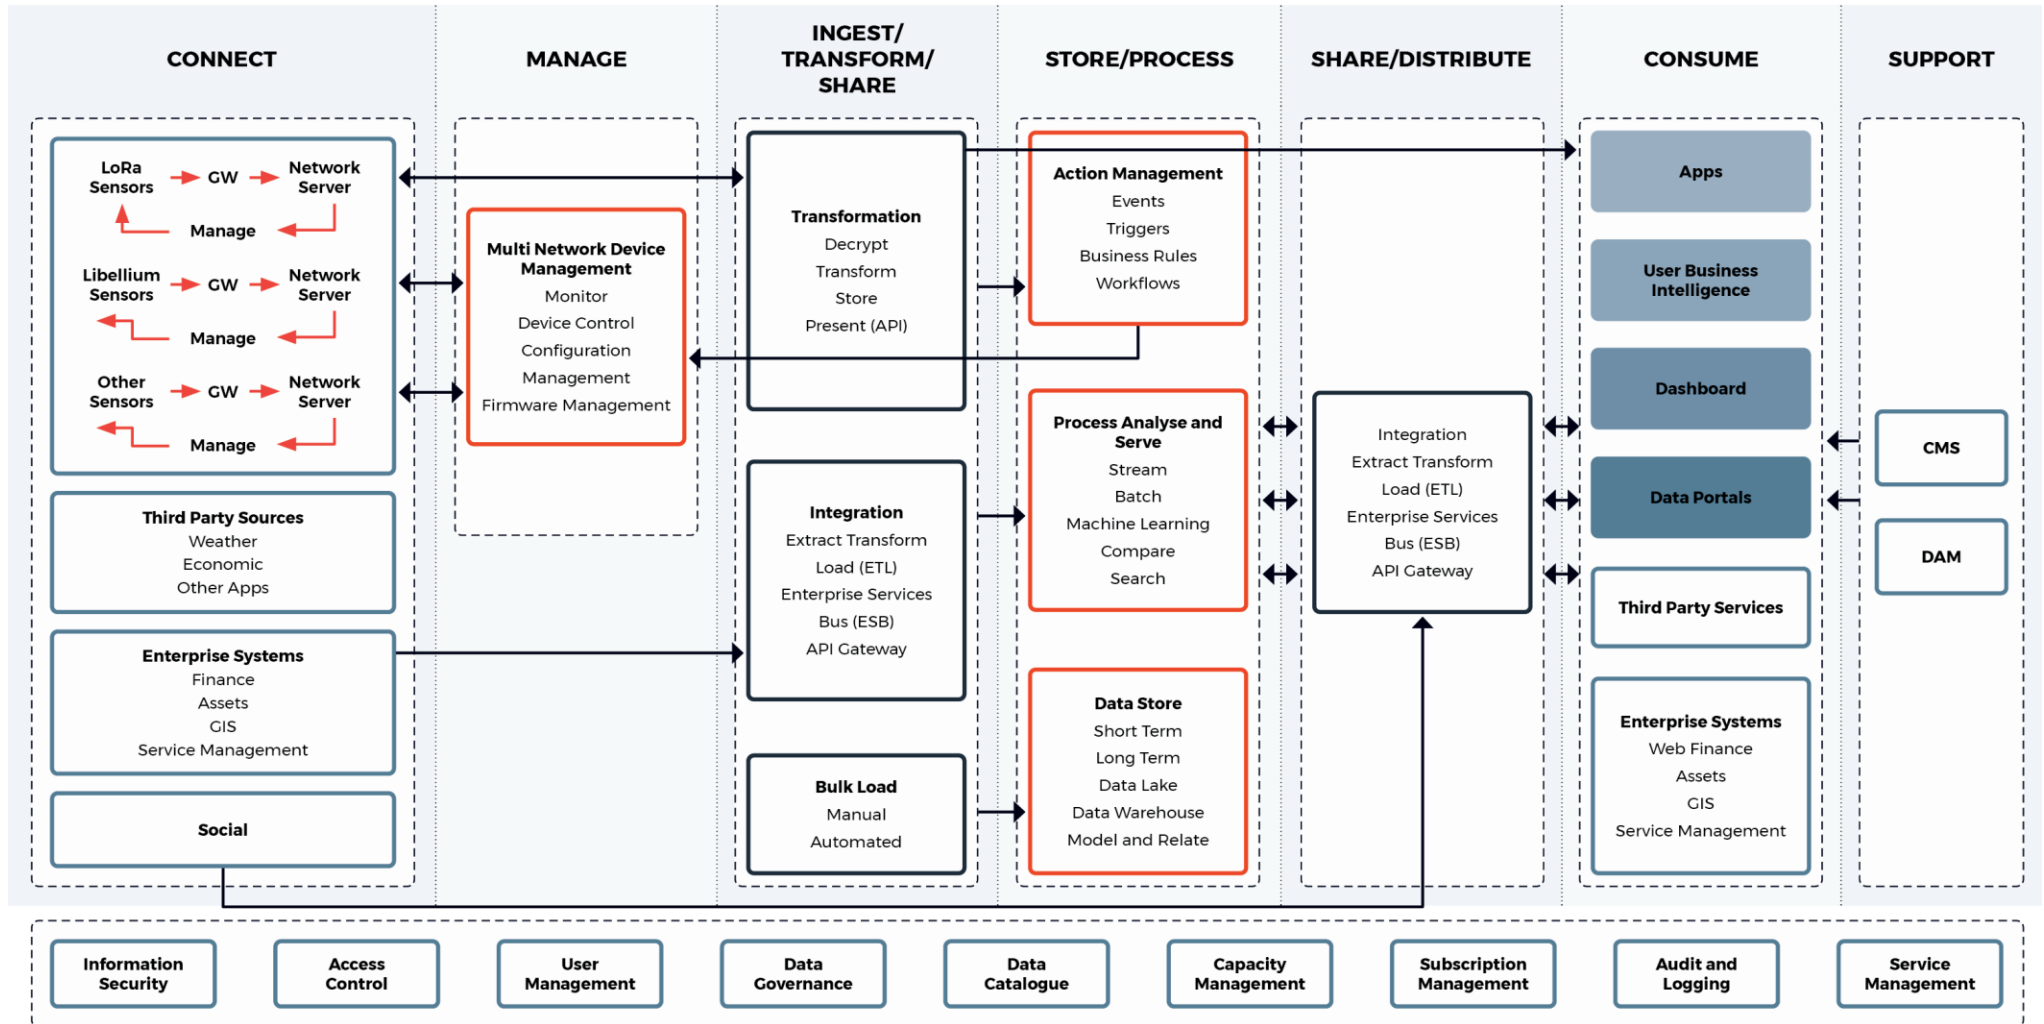 CONNECT
MANAGE
INGEST/
TRANSFORM/
SHARE
STORE/PROCESS
SHARE/DISTRIBUTE
CONSUME
SUPPORT
LoRa
Sensors
GW
Network
Server
Manage
Libellium
Sensors
GW
Network
Server
Manage
Other
Sensors
GW
Network
Server
Manage
Third Party Sources
Weather
Economic
Other Apps
Enterprise Systems
Finance
Assets
GIS
Service Management
Social
Multi Network Device
Management
Monitor
Device Control
Configuration
Management
Firmware Management
Transformation
Decrypt
Transform
Store
Present (API)
Integration
Extract Transform
Load (ETL)
Enterprise Services
Bus (ESB)
API Gateway
Bulk Load
Manual
Automated
Action Management
Events
Triggers
Business Rules
Workflows
Process Analyse and
Serve
Stream
Batch
Machine Learning
Compare
Search
Data Store
Short Term
Long Term
Data Lake
Data Warehouse
Model and Relate
Integration
Extract Transform
Load (ETL)
Enterprise Services
Bus (ESB)
API Gateway
Apps
User Business
Intelligence
Dashboard
Data Portals
Third Party Services
Enterprise Systems
Web Finance
Assets
GIS
Service Management
CMS
DAM
Information
Security
Access
Control
User
Management
Data
Governance
Data
Catalogue
Capacity
Management
Subscription
Management
Audit and
Logging
Service
Management